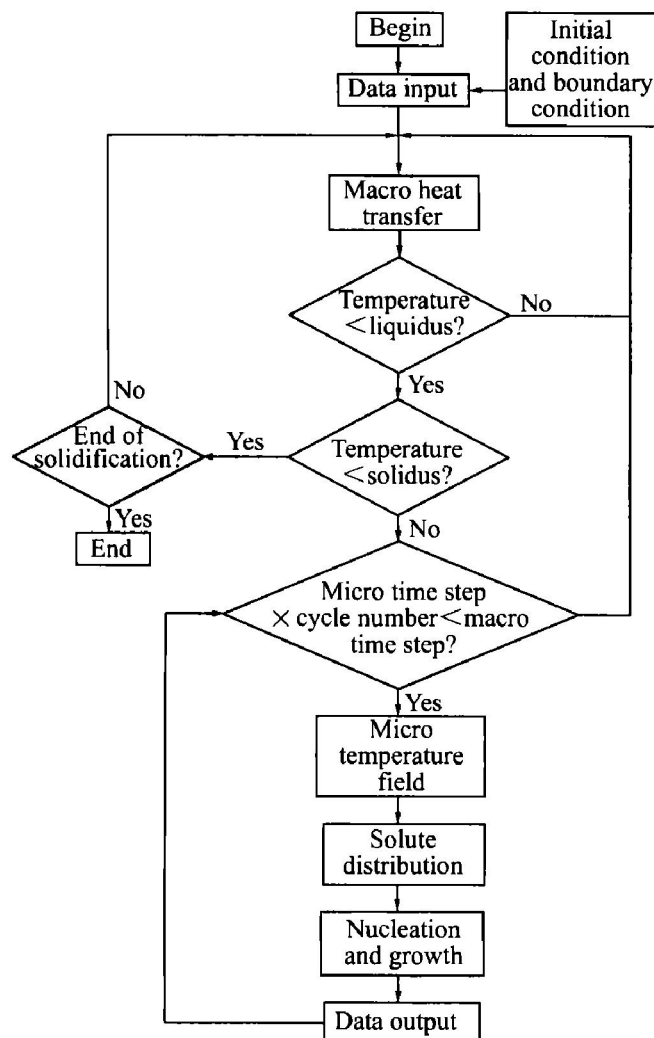 Begin
Initial
condition
and boundary
condition
Data input
Macro heat
transfer
Temperature
<liquidus?
No
Yes
No
End of
solidification?
Yes
Temperature
<solidus?
Yes
End
No
Micro time step
× cycle number<macro
time step?
Yes
Micro
temperature
field
Solute
distribution
Nucleation
and growth
Data output